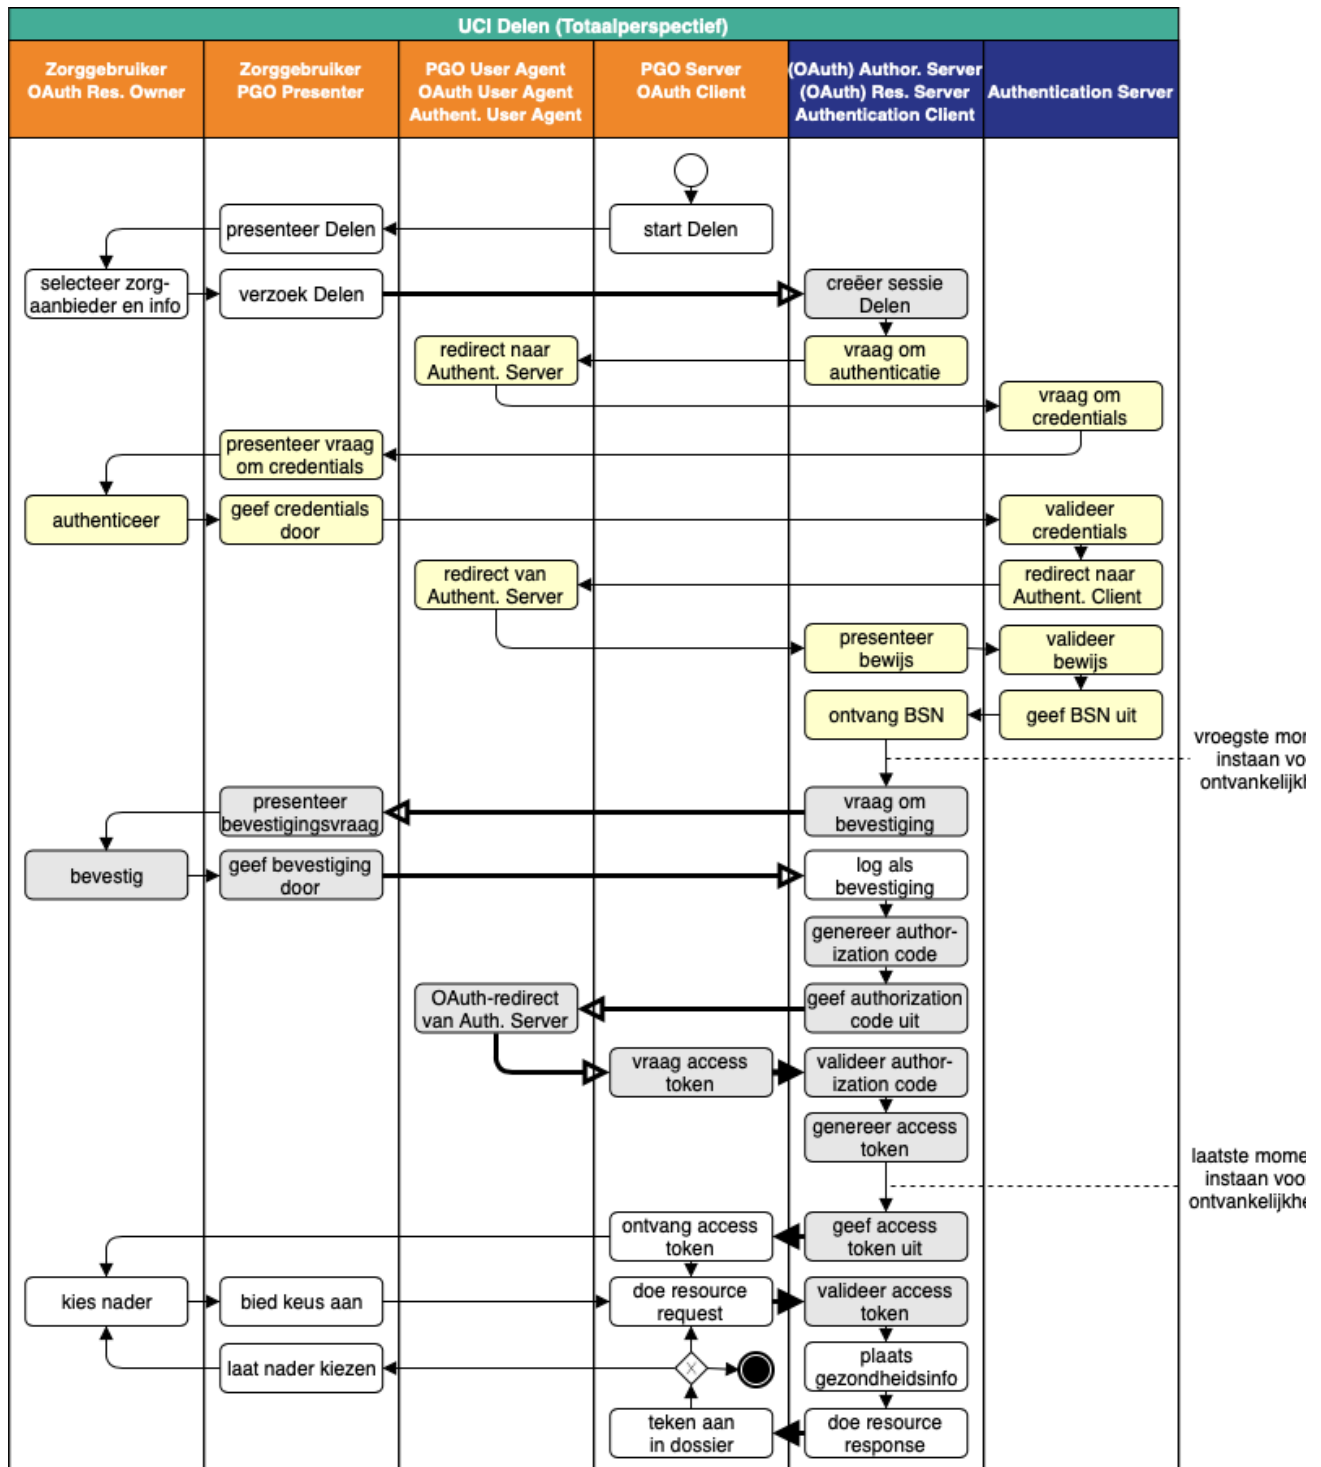 UCI Delen (Totaalperspectief)
Zorggebruiker
OAuth Res. Owner
Zorggebruiker
PGO Presenter
PGO User Agent
OAuth User Agent
Authent. User Agent
PGO Server
OAuth Client
(OAuth) Author. Server
(OAuth) Res. Server
Authentication Client
Authentication Server
presenteer Delen
start Delen
selecteer zorg-
aanbieder en info
verzoek Delen
creëer sessie
Delen
redirect naar
Authent. Server
vraag om
authenticatie
vraag om
credentials
presenteer vraag
om credentials
authenticeer
geef credentials
door
valideer
credentials
redirect van
Authent. Server
redirect naar
Authent. Client
presenteer
bewijs
valideer
bewijs
ontvang BSN
geef BSN uit
vroegste
instaan
presenteer
bevestigingsvraag
vraag om
bevestiging
bevestig
geef bevestiging
door
log als
bevestiging
genereer author-
ization code
OAuth-redirect
van Auth. Server
geef authorization
code uit
vraag access
token
valideer author-
ization code
genereer access
token
laatste
instaan
ontvang access
token
geef access
token uit
kies nader
bied keus aan
doe resource
request
valideer access
token
laat nader kiezen
X
plaats
gezondheidsinfo
teken aan
in dossier
doe resource
response